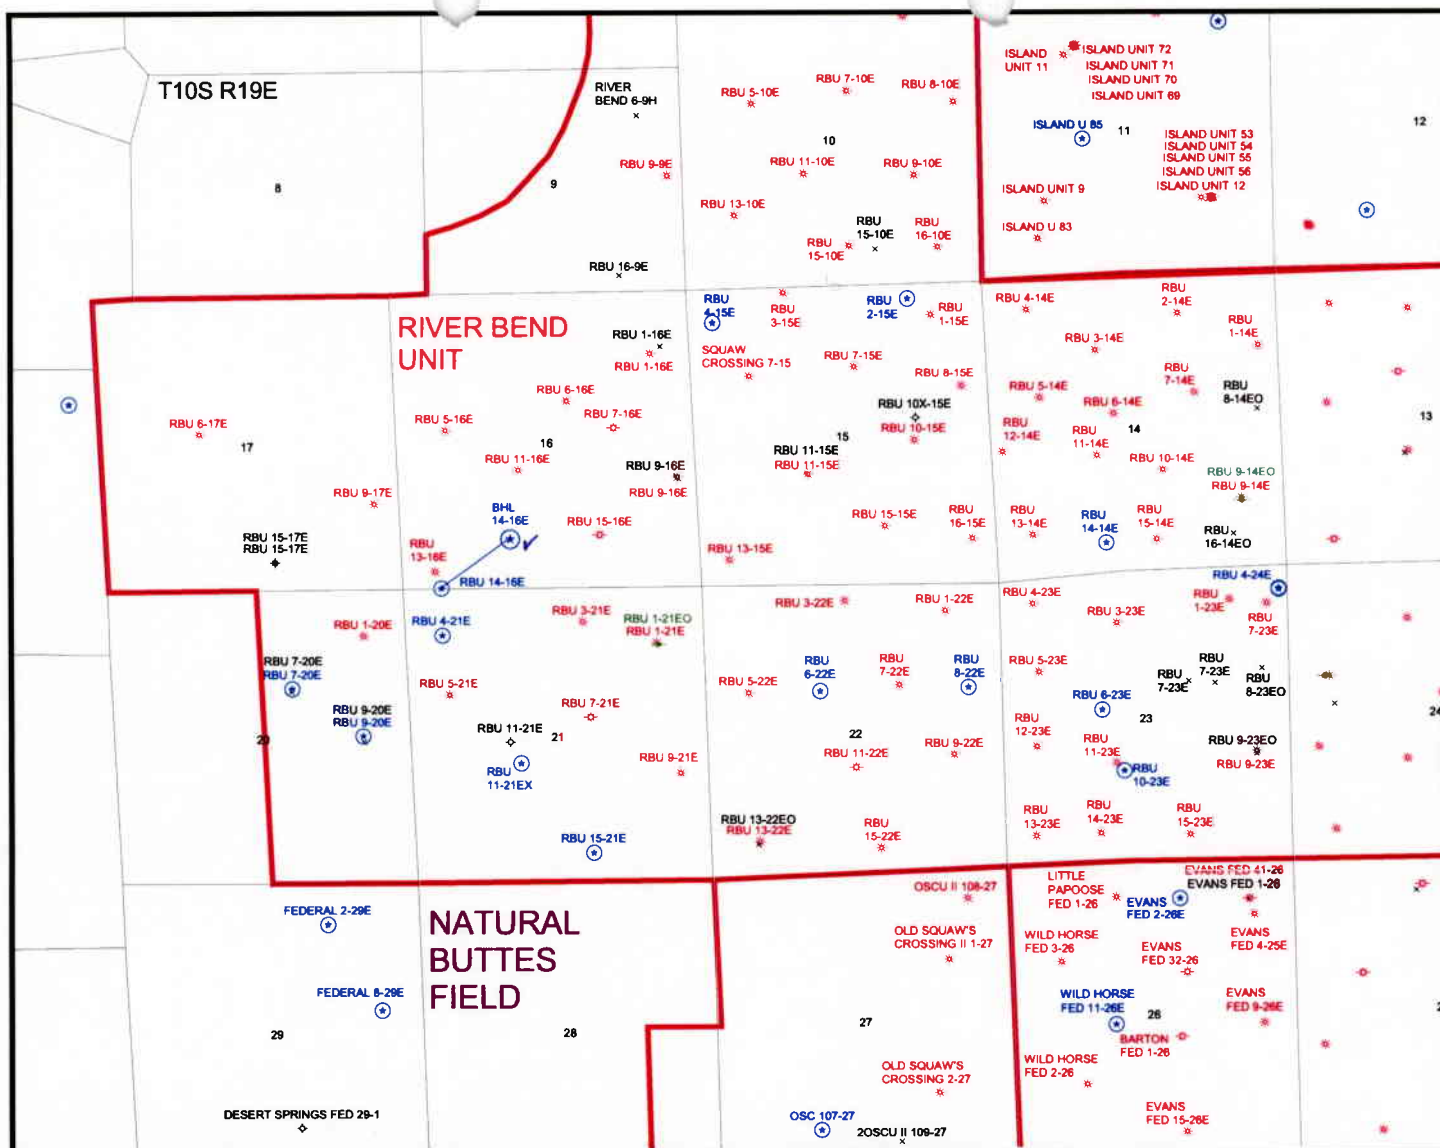 T10S R19E
8
RIVER
BEND 6-9H
9
RBU 9-9E
RBU 16-9E
RBU 5-10E
RBU 7-10E
RBU 8-10E
10
RBU 11-10E
RBU 9-10E
RBU 13-10E
RBU
15-10E
RBU
15-10E
RBU
16-10E
ISLAND
UNIT 11
ISLAND UNIT 72
ISLAND UNIT 71
ISLAND UNIT 70
ISLAND UNIT 69
ISLAND U 85
11
ISLAND UNIT 53
ISLAND UNIT 54
ISLAND UNIT 55
ISLAND UNIT 56
ISLAND UNIT 12
ISLAND UNIT 9
ISLAND U 83
12
RIVER BEND
UNIT
RBU 6-17E
17
RBU 9-17E
RBU 15-17E
RBU 15-17E
RBU 1-16E
RBU 1-16E
RBU 6-16E
RBU 7-16E
RBU 5-16E
16
RBU 11-16E
RBU 9-16E
RBU 9-16E
BHL
14-16E
RBU 15-16E
RBU
13-16E
RBU 14-16E
RBU
4-15E
RBU
3-15E
RBU
2-15E
RBU
1-15E
SQUAW
CROSSING 7-15
RBU 7-15E
RBU 8-15E
RBU 10X-15E
RBU 10-15E
15
RBU 11-15E
RBU 11-15E
RBU 15-15E
RBU
16-15E
RBU 13-15E
RBU 4-14E
RBU
2-14E
RBU
1-14E
RBU 3-14E
RBU 5-14E
RBU
7-14E
RBU
8-14EO
RBU 6-14E
RBU
12-14E
RBU
11-14E
14
RBU 10-14E
RBU 9-14EO
RBU 9-14E
RBU
13-14E
RBU
14-14E
RBU
15-14E
RBU
16-14EO
13
RBU 1-20E
RBU 7-20E
RBU 7-20E
RBU 9-20E
RBU 9-20E
20
RBU 4-21E
RBU 3-21E
RBU 1-21EO
RBU 1-21E
RBU 5-21E
RBU 7-21E
RBU 11-21E
21
RBU
11-21EX
RBU 9-21E
RBU 15-21E
RBU 3-22E
RBU 1-22E
RBU 5-22E
RBU
6-22E
RBU
7-22E
RBU
8-22E
22
RBU 11-22E
RBU 9-22E
RBU 13-22EO
RBU 13-22E
RBU
15-22E
RBU 4-23E
RBU 3-23E
RBU 4-24E
RBU
1-23E
RBU
7-23E
RBU 5-23E
RBU
7-23E
RBU
7-23E
RBU
8-23EO
RBU 6-23E
23
RBU
12-23E
RBU
11-23E
RBU
10-23E
RBU 9-23EO
RBU 9-23E
RBU
13-23E
RBU
14-23E
RBU
15-23E
24
FEDERAL 2-29E
FEDERAL 8-29E
29
DESERT SPRINGS FED 29-1
NATURAL
BUTTES
FIELD
28
OSCU II 108-27
OLD SQUAW'S
CROSSING II 1-27
27
OLD SQUAW'S
CROSSING 2-27
OSC 107-27
2OSCU II 109-27
LITTLE
PAPOOSE
FED 1-26
EVANS
FED 2-26E
EVANS FED 41-26
EVANS FED 1-26
WILD HORSE
FED 3-26
EVANS
FED 32-26
EVANS
FED 4-25E
WILD HORSE
FED 11-26E
26
EVANS
FED 9-26E
BARTON
FED 1-26
WILD HORSE
FED 2-26
EVANS
FED 15-26E
2